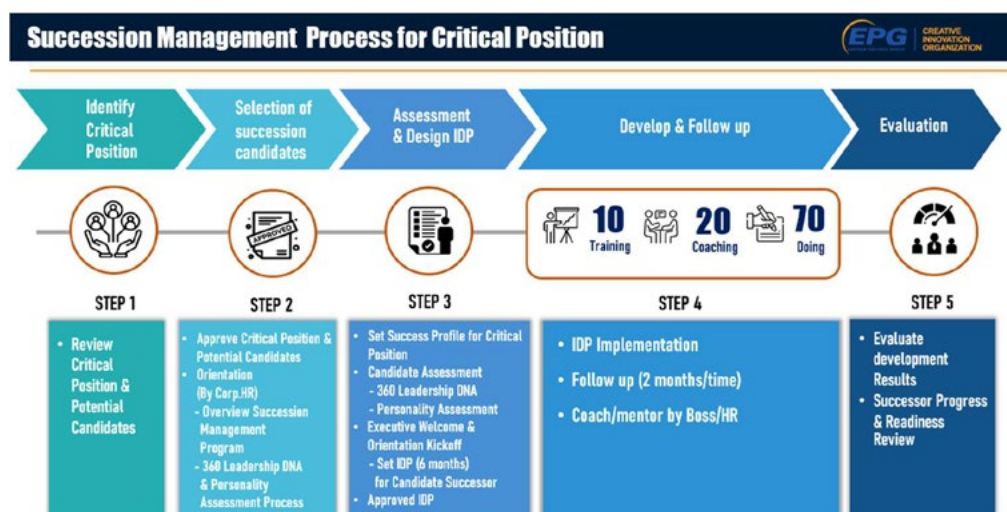 Succession Management Process for Critical Position
EPG
CREATIVE
INNOVATION
ORGANIZATION
Identify
Critical
Position
Selection of
succession
candidates
Assessment
& Design IDP
Develop & Follow up
Evaluation
APPROVED
10
Training
20
Coaching
70
Doing
STEP 1
STEP 2
STEP 3
STEP 4
STEP 5
• Review
Critical
Position &
Potential
Candidates
• Approve Critical Position &
Potential Candidates
• Orientation
(By Corp.HR)
- Overview Succession
Management
Program
- 360 Leadership DNA
& Personality
Assessment Process
• Set Success Profile for Critical
Position
• Candidate Assessment
- 360 Leadership DNA
- Personality Assessment
• Executive Welcome &
Orientation Kickoff
- Set IDP (6 months)
for Candidate Successor
• Approved IDP
• IDP Implementation
• Follow up (2 months/time)
• Coach/mentor by Boss/HR
• Evaluate
development
Results
• Successor Progress
& Readiness
Review